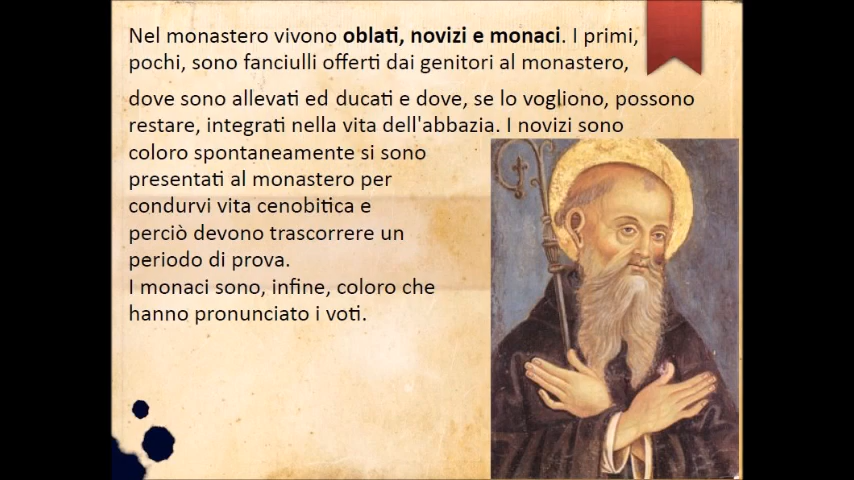 Nel monastero vivono oblati, novizi e monaci. I primi,
pochi, sono fanciulli offerti dai genitori al monastero,
dove sono allevati ed ducati e dove, se lo vogliono, possono
restare, integrati nella vita dell'abbazia. I novizi sono
coloro spontaneamente si sono
presentati al monastero per
condurvi vita cenobitica e
perciò devono trascorrere un
periodo di prova.
I monaci sono, infine, coloro che
hanno pronunciato i voti.